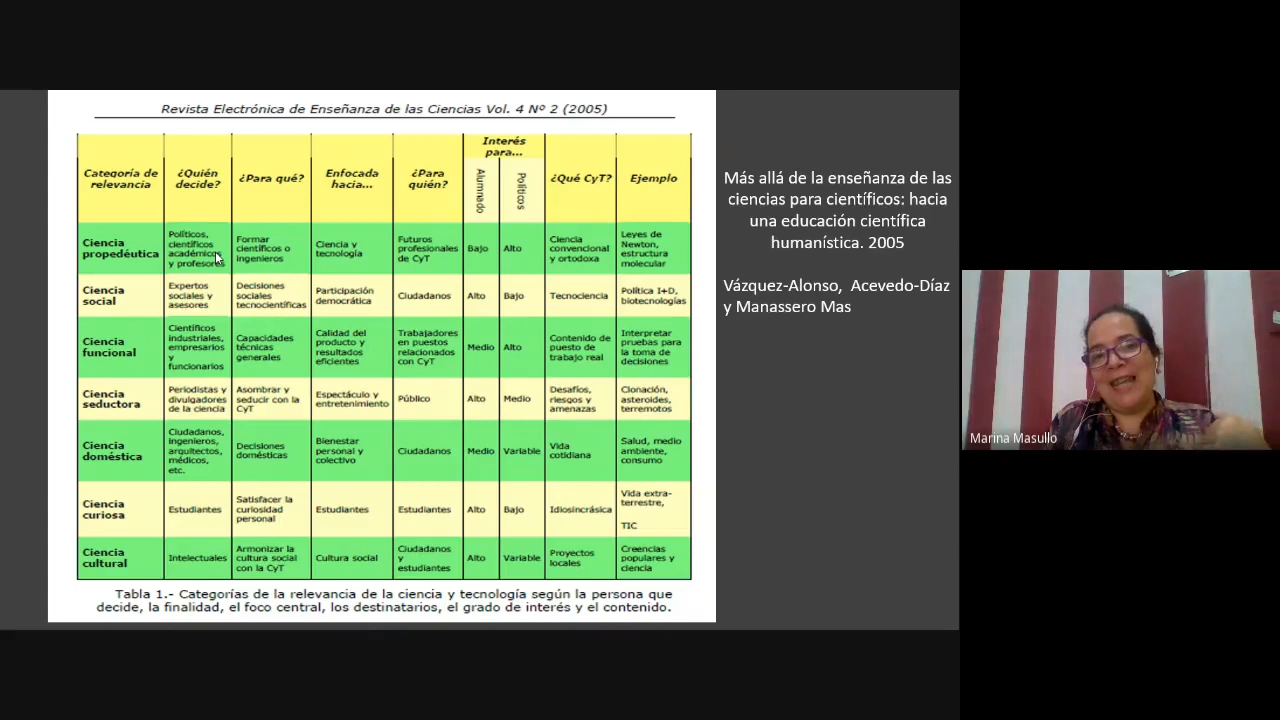 Revista Electrónica de Enseñanza de las Ciencias Vol. 4 Nº 2 (2005)
Categoría de
relevancia
¿Quién
decide?
¿Para qué?
Enfocada
hacia...
¿Para
quién?
Interés
para...
Alumnado
Políticos
¿Qué CyT?
Ejemplo
Ciencia
propedéutica
Políticos,
científicos
académicos
y profesores
Formar
científicos o
ingenieros
Ciencia y
tecnología
Futuros
profesionales
de CyT
Bajo
Alto
Ciencia
convencional
y ortodoxa
Leyes de
Newton,
estructura
molecular
Ciencia
social
Expertos
sociales y
asesores
Decisiones
sociales
tecnocientíficas
Participación
democrática
Ciudadanos
Alto
Bajo
Tecnociencia
Política I+D,
biotecnologías
Ciencia
funcional
Científicos
industriales,
empresarios
y
funcionarios
Capacidades
técnicas
generales
Calidad del
producto y
resultados
eficientes
Trabajadores
en puestos
relacionados
con CyT
Medio
Alto
Contenido de
puesto de
trabajo real
Interpretar
pruebas para
la toma de
decisiones
Ciencia
seductora
Periodistas y
divulgadores
de la ciencia
Asombrar y
seducir con la
CyT
Espectáculo y
entretenimiento
Público
Alto
Medio
Desafíos,
riesgos y
amenazas
Clonación,
asteroides,
terremotos
Ciencia
doméstica
Ciudadanos,
ingenieros,
arquitectos,
médicos,
etc.
Decisiones
domésticas
Bienestar
personal y
colectivo
Ciudadanos
Medio
Variable
Vida
cotidiana
Salud, medio
ambiente,
consumo
Ciencia
curiosa
Estudiantes
Satisfacer la
curiosidad
personal
Estudiantes
Estudiantes
Alto
Bajo
Idiosincrásica
Vida extra-
terrestre,
TIC
Ciencia
cultural
Intelectuales
Armonizar la
cultura social
con la CyT
Cultura social
Ciudadanos
y
estudiantes
Alto
Variable
Proyectos
locales
Creencias
populares y
ciencia
Tabla 1.- Categorías de la relevancia de la ciencia y tecnología según la persona que
decide, la finalidad, el foco central, los destinatarios, el grado de interés y el contenido.
Más allá de la enseñanza de las
ciencias para científicos: hacia
una educación científica
humanística. 2005
Vázquez-Alonso, Acevedo-Díaz
y Manassero Mas
Marina Masullo